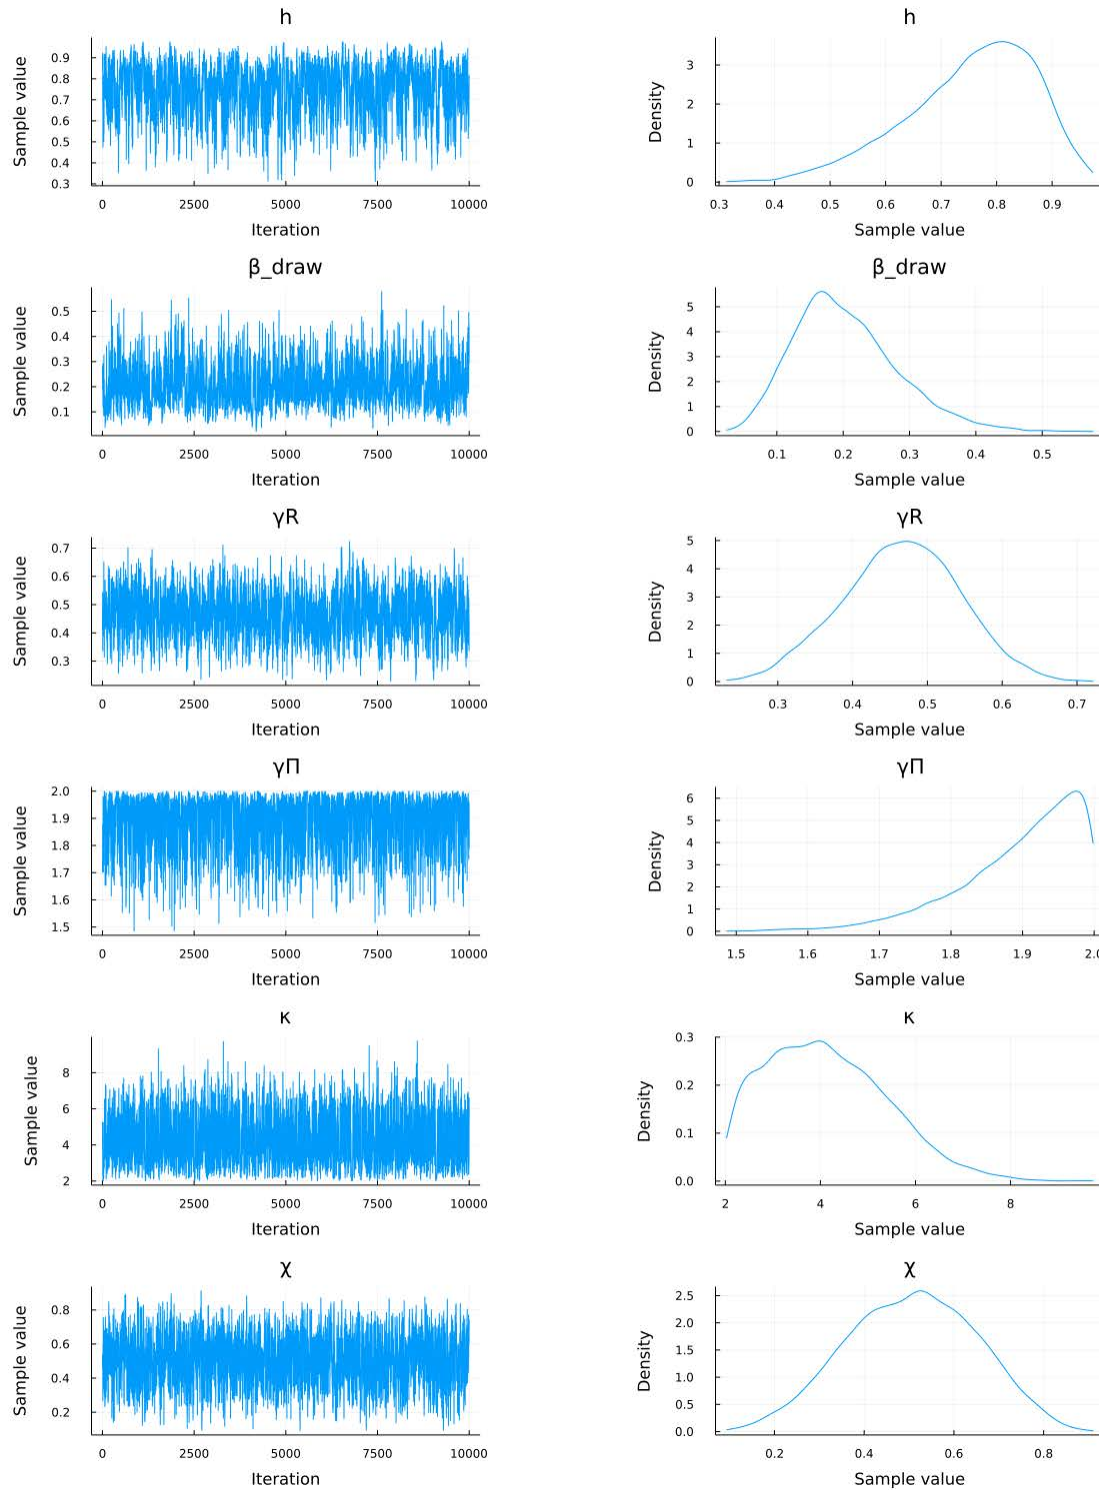 h h
0.9
0.8
0.7
0.6
0.5
0.4
0.3
Sample value
0 2500 5000 7500 10000
Iteration
3
2
1
0
Density
0.3 0.4 0.5 0.6 0.7 0.8 0.9
Sample value
β_draw β_draw
0.5
0.4
0.3
0.2
0.1
Sample value
0 2500 5000 7500 10000
Iteration
5
4
3
2
1
0
Density
0.1 0.2 0.3 0.4 0.5
Sample value
γR γR
0.7
0.6
0.5
0.4
0.3
Sample value
0 2500 5000 7500 10000
Iteration
5
4
3
2
1
0
Density
0.3 0.4 0.5 0.6 0.7
Sample value
γΠ γΠ
2.0
1.9
1.8
1.7
1.6
1.5
Sample value
0 2500 5000 7500 10000
Iteration
6
5
4
3
2
1
0
Density
1.5 1.6 1.7 1.8 1.9 2.0
Sample value
κ κ
8
6
4
2
Sample value
0 2500 5000 7500 10000
Iteration
0.3
0.2
0.1
0.0
Density
2 4 6 8
Sample value
χ χ
0.8
0.6
0.4
0.2
Sample value
0 2500 5000 7500 10000
Iteration
2.5
2.0
1.5
1.0
0.5
0.0
Density
0.2 0.4 0.6 0.8
Sample value